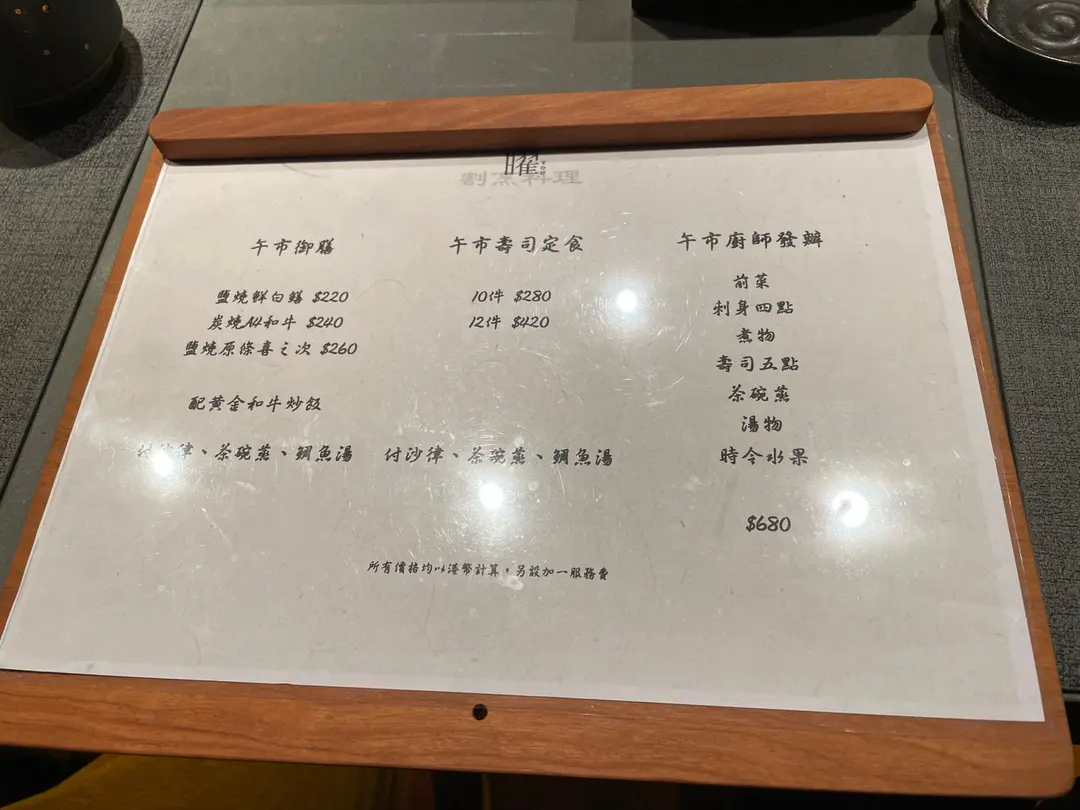 曜
YOU
割烹料理
午市御膳
鹽燒鮮白鱔 $220
炭燒A4和牛 $240
鹽燒原條喜之次 $260
配黃金和牛炒飯
付沙律、茶碗蒸、鯛魚湯
午市壽司定食
10件 $280
12件 $420
付沙律、茶碗蒸、鯛魚湯
午市廚師發辦
前菜
刺身四點
煮物
壽司五點
茶碗蒸
湯物
時令水果
$680
所有價格均以港幣計算，另設加一服務費